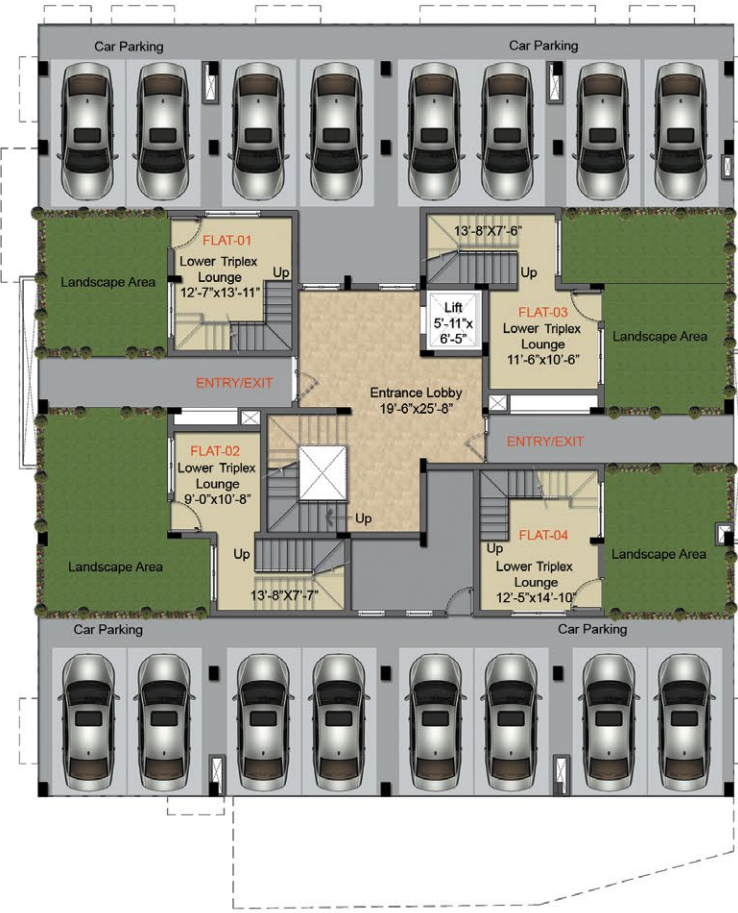 Car Parking
Car Parking
FLAT-01
Lower Triplex
Lounge
12'-7"x13'-11"
Up
Landscape Area
13'-8"X7'-6"
Up
Lift
5'-11"x
6'-5"
FLAT-03
Lower Triplex
Lounge
11'-6"x10'-6"
Landscape Area
ENTRY/EXIT
Entrance Lobby
19'-6"x25'-8"
ENTRY/EXIT
FLAT-02
Lower Triplex
Lounge
9'-0"x10'-8"
Up
Landscape Area
Up
13'-8"X7'-7"
FLAT-04
Up
Lower Triplex
Lounge
12'-5"x14'-10"
Landscape Area
Car Parking
Car Parking